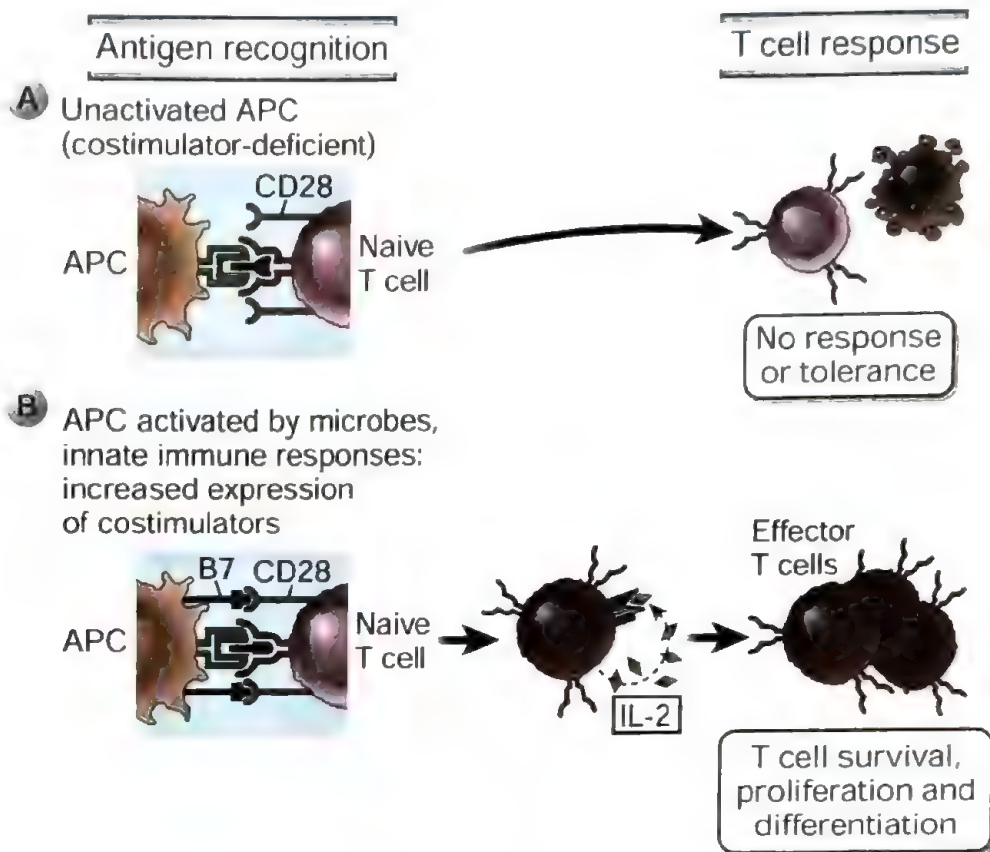 Antigen recognition
T cell response
A
Unactivated APC
(costimulator-deficient)
CD28
APC
Naive
T cell
No response
or tolerance
B
APC activated by microbes,
innate immune responses:
increased expression
of costimulators
B7
CD28
APC
Naive
T cell
IL-2
Effector
T cells
T cell survival,
proliferation and
differentiation